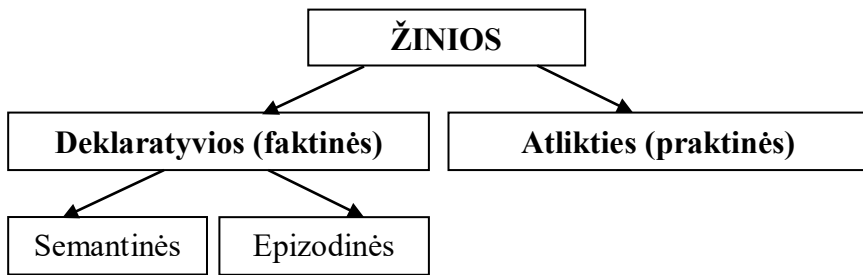 ŽINIOS
Deklaratyvios (faktinės)
Atlikties (praktinės)
Semantinės
Epizodinės